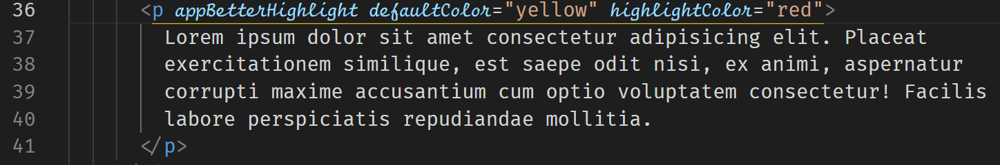 36 <p appBetterHighlight defaultColor="yellow" highlightColor="red">
37 Lorem ipsum dolor sit amet consectetur adipisicing elit. Placeat
38 exercitationem similique, est saepe odit nisi, ex animi, aspernatur
39 corrupti maxime accusantium cum optio voluptatem consectetur! Facilis
40 labore perspiciatis repudiandae mollitia.
41 </p>